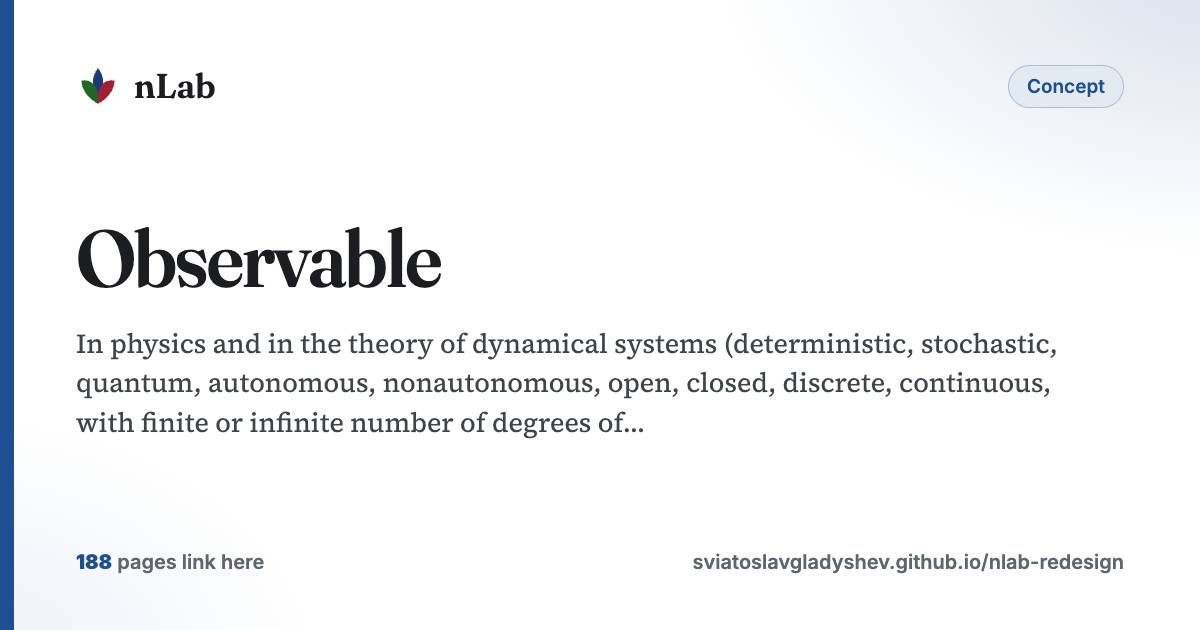 nLab
Concept
Observable
In physics and in the theory of dynamical systems (deterministic, stochastic,
quantum, autonomous, nonautonomous, open, closed, discrete, continuous,
with finite or infinite number of degrees of...
188 pages link here
sviatoslavgladyshev.github.io/nlab-redesign